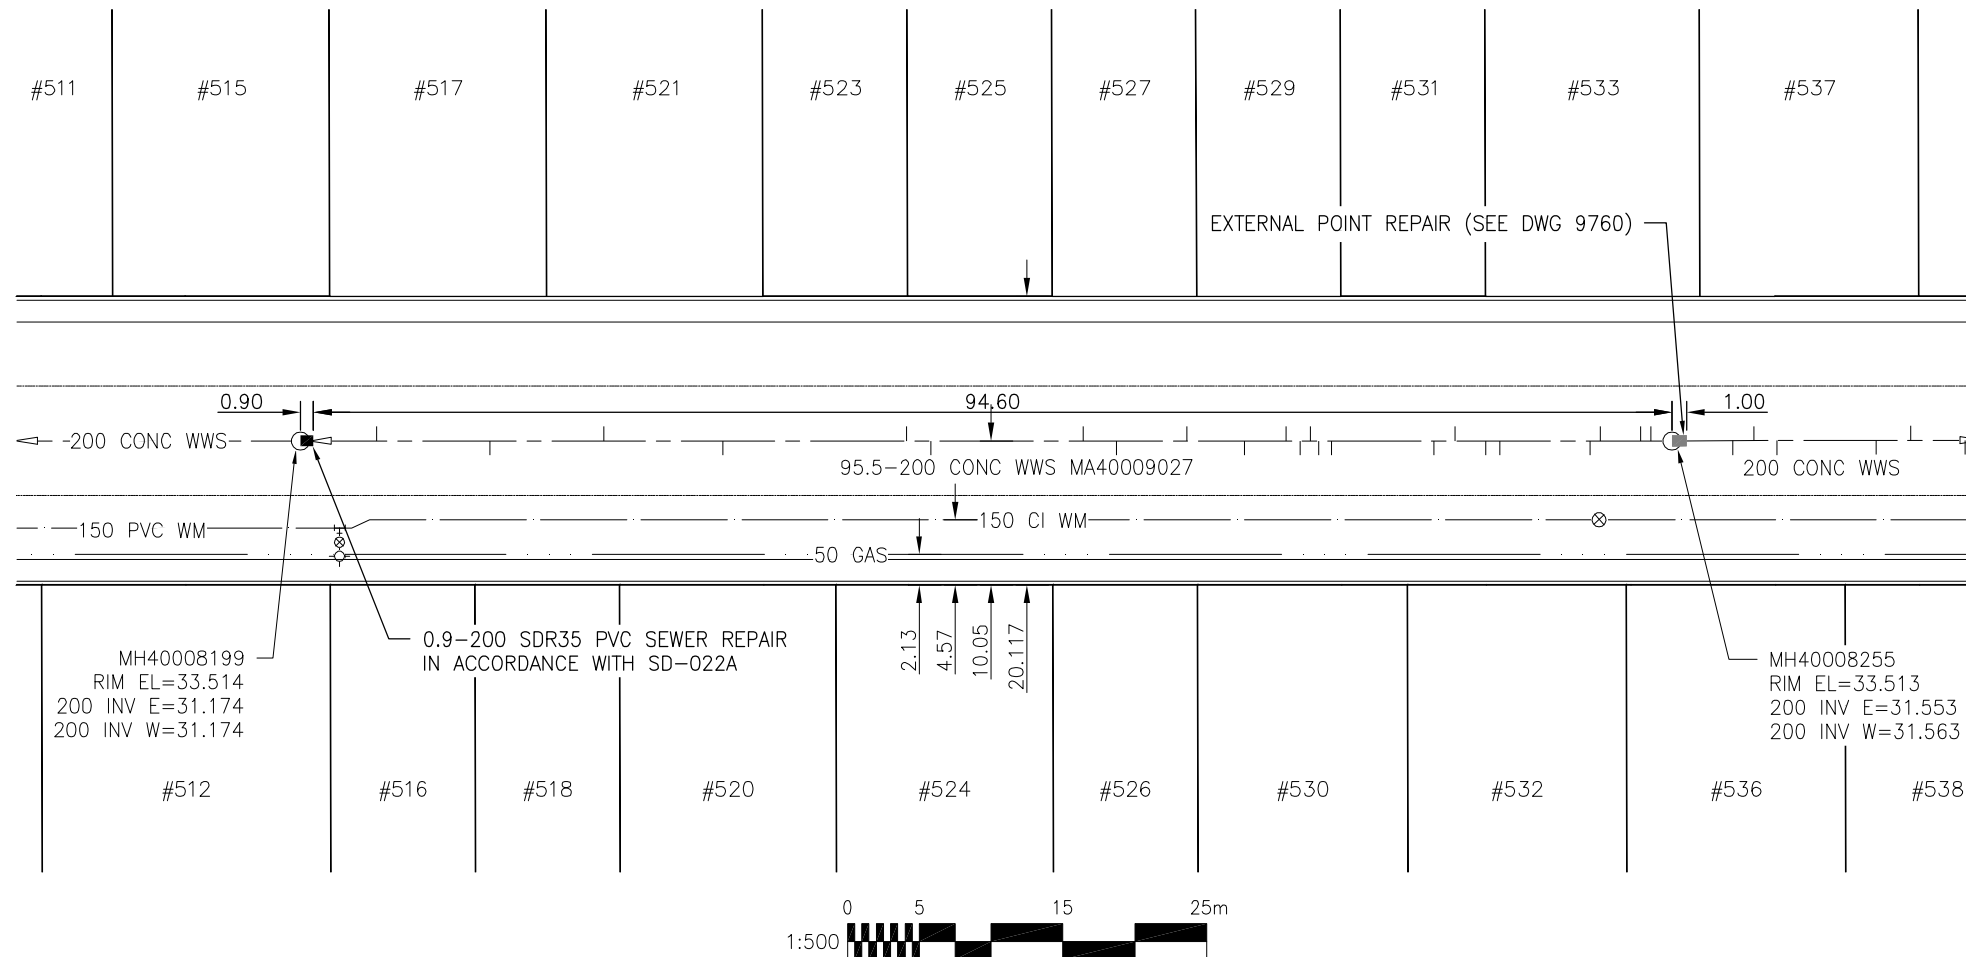 #511
#515
#517
#521
#523
#525
#527
#529
#531
#533
#537
EXTERNAL POINT REPAIR (SEE DWG 9760)
0.90
94.60
1.00
200 CONC WWS
95.5-200 CONC WWS MA40009027
200 CONC WWS
150 PVC WM
150 CI WM
50 GAS
2.13
4.57
10.05
20.117
0.9-200 SDR35 PVC SEWER REPAIR
IN ACCORDANCE WITH SD-022A
MH40008199
RIM EL=33.514
200 INV E=31.174
200 INV W=31.174
MH40008255
RIM EL=33.513
200 INV E=31.553
200 INV W=31.563
#512
#516
#518
#520
#524
#526
#530
#532
#536
#538
0 5 15 25m
1:500